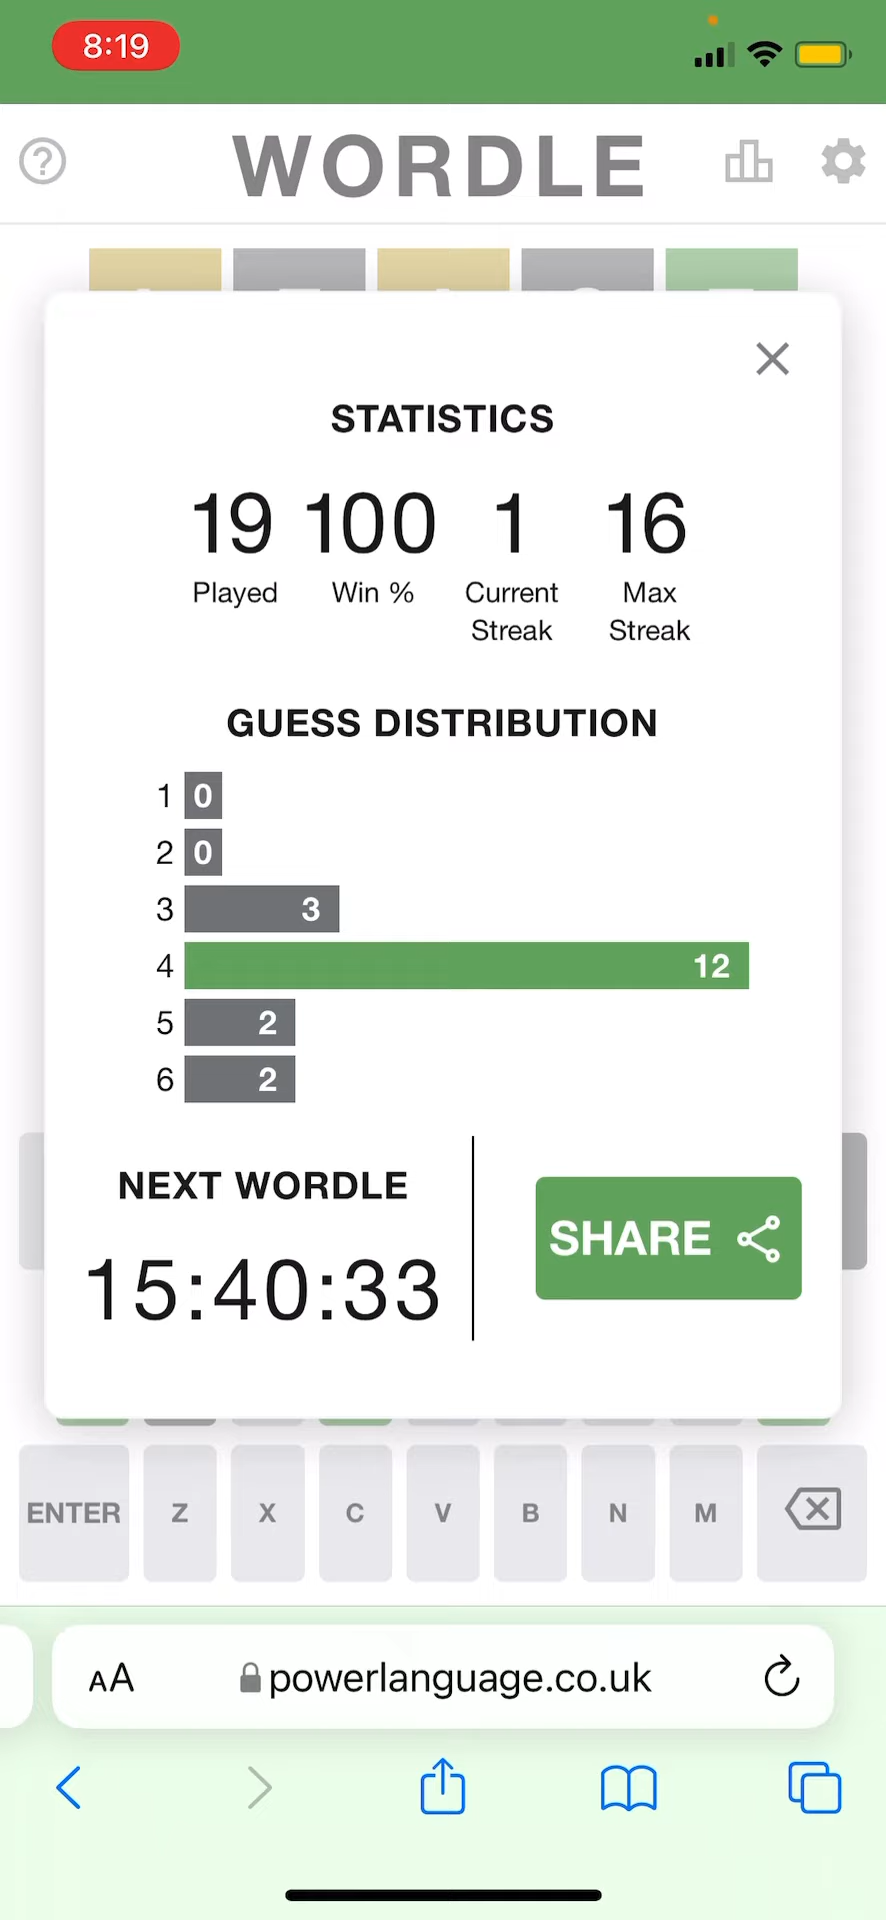 8:19
WORDLE
STATISTICS
19 100 1 16
Played Win % Current Streak Max Streak
GUESS DISTRIBUTION
1 0
2 0
3 3
4 12
5 2
6 2
NEXT WORDLE
15:40:33
SHARE
ENTER Z X C V B N M
AA powerlanguage.co.uk